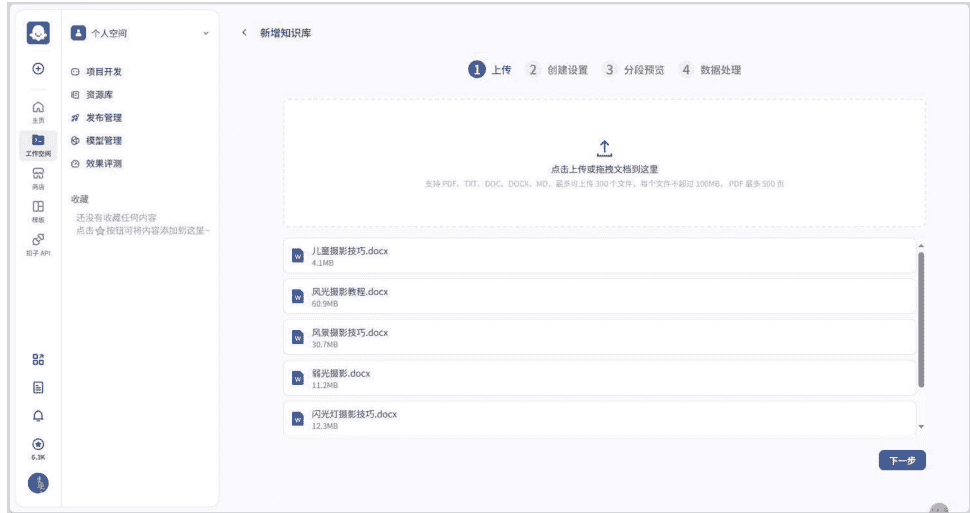 主页
工作空间
商店
模板
扣子 API
6.3K
个人空间
项目开发
资源库
发布管理
模型管理
效果评测
收藏
还没有收藏任何内容
点击☆按钮可将内容添加到这里~
新增知识库
1 上传 2 创建设置 3 分段预览 4 数据处理
点击上传或拖拽文档到这里
支持 PDF、TXT、DOC、DOCX、MD，最多可上传 300 个文件，每个文件不超过 100MB，PDF 最多 500 页
儿童摄影技巧.docx
4.1MB
风光摄影教程.docx
60.9MB
风景摄影技巧.docx
30.7MB
弱光摄影.docx
11.2MB
闪光灯摄影技巧.docx
12.3MB
下一步